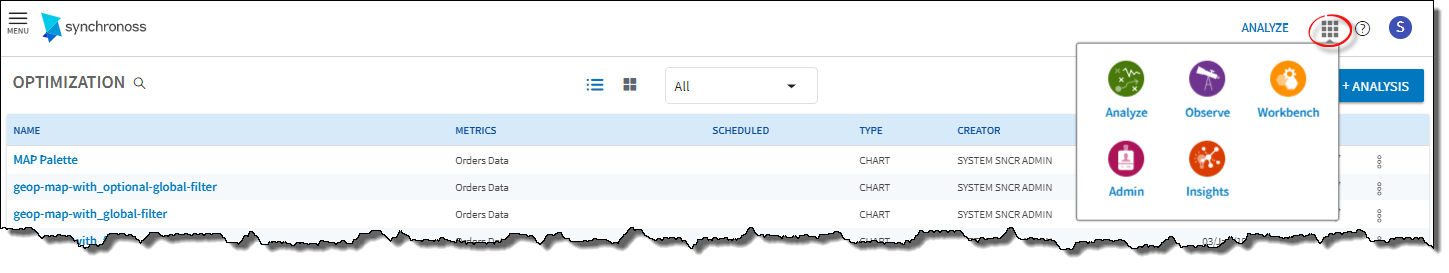 MENU
synchronoss
ANALYZE
?
S
OPTIMIZATION
All
+ ANALYSIS
Analyze Observe Workbench
Admin Insights
NAME METRICS SCHEDULED TYPE CREATOR
MAP Palette Orders Data CHART SYSTEM SNCR ADMIN
geop-map-with_optional-global-filter Orders Data CHART SYSTEM SNCR ADMIN
geop-map-with_global-filter Orders Data CHART SYSTEM SNCR ADMIN